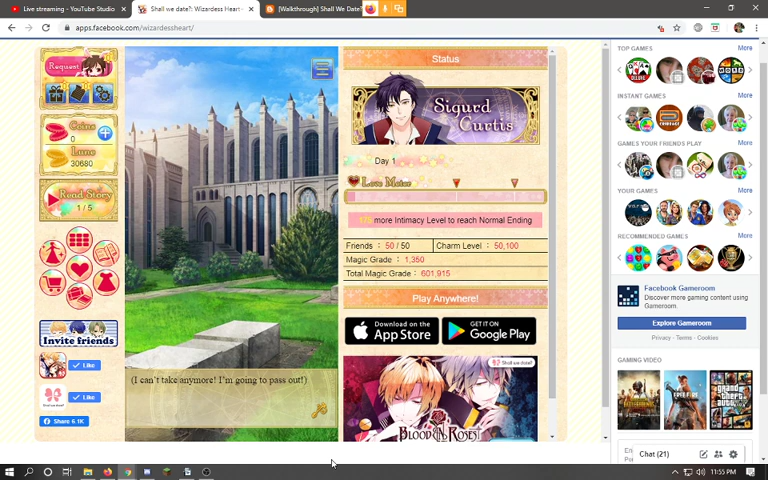 Live streaming - YouTube Studio
Shall we date?: Wizardess Heart -
[Walkthrough] Shall We Date?
apps.facebook.com/wizardessheart/
Request
Coins
0
Lune
30680
Read Story
1 / 5
Invite friends
Like
Like
Share 6.1K
(I can't take anymore! I'm going to pass out!)
Status
Sigurd
Curtis
Day 1
Love Meter
more Intimacy Level to reach Normal Ending
Friends : 50 / 50
Charm Level : 50,100
Magic Grade : 1,350
Total Magic Grade : 601,915
Play Anywhere!
Download on the
App Store
GET IT ON
Google Play
Shall we date?
BLOOD IN ROSES
TOP GAMES
More
INSTANT GAMES
More
GAMES YOUR FRIENDS PLAY
More
YOUR GAMES
More
RECOMMENDED GAMES
More
Facebook Gameroom
Discover more gaming content using
Gameroom.
Explore Gameroom
Privacy · Terms · Cookies
GAMING VIDEO
FREE FIRE
grand
theft
auto
Chat (21)
11:55 PM